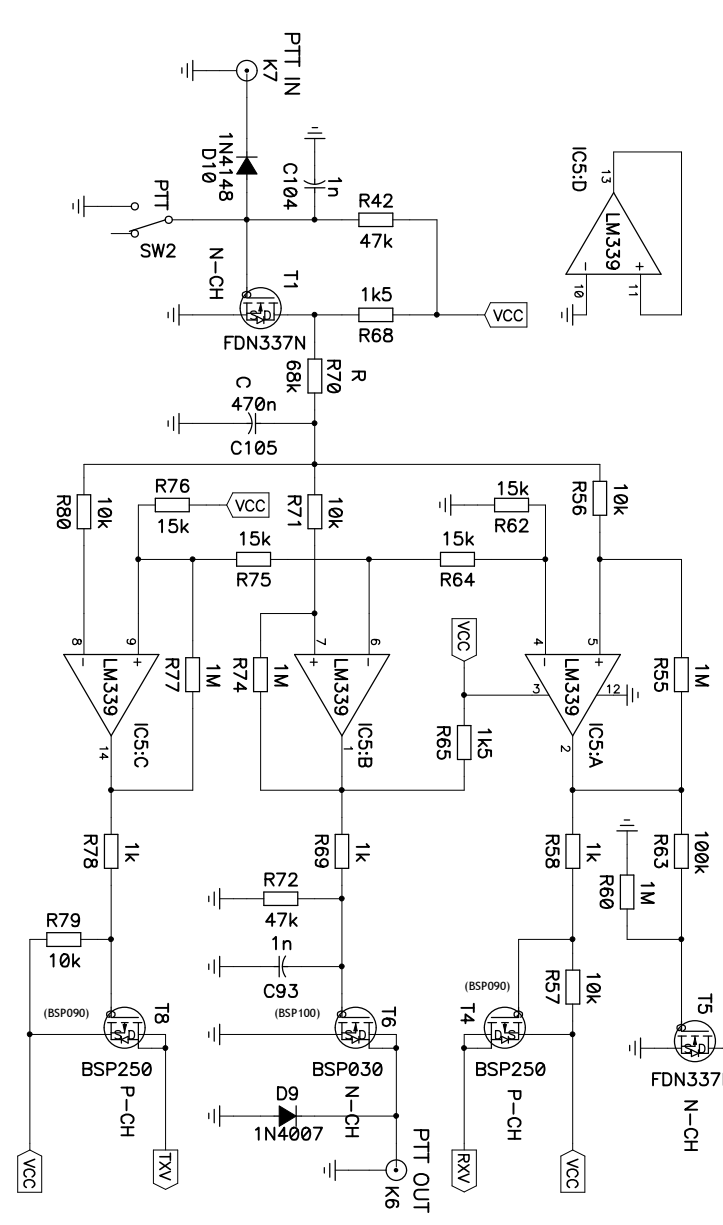 PTT IN
K7
1N4148
D10
C104
1n
R42
47k
PTT
SW2
N-CH
T1
S
D
FDN337N
1k5
R68
VCC
IC5:D
13
LM339
-
+
10
11
R70
68k
R
C
470n
C105
R80
10k
R76
15k
VCC
R71
10k
15k
R62
R56
10k
15k
R75
15k
R64
8
9
-
+
LM339
IC5:C
14
R77
1M
R74
1M
7
6
+
-
LM339
IC5:B
1
VCC
R65
1k5
4
5
-
+
3
12
LM339
IC5:A
2
R55
1M
R78
1k
R69
1k
R58
1k
R63
100k
R60
1M
R72
47k
1n
C93
R79
10k
R57
10k
(BSP090)
T8
S
D
BSP250
P-CH
(BSP100)
T6
S
D
BSP030
N-CH
(BSP090)
T4
S
D
BSP250
P-CH
T5
S
D
FDN337
N-CH
D9
1N4007
PTT OUT
K6
VCC
TXV
RXV
VCC